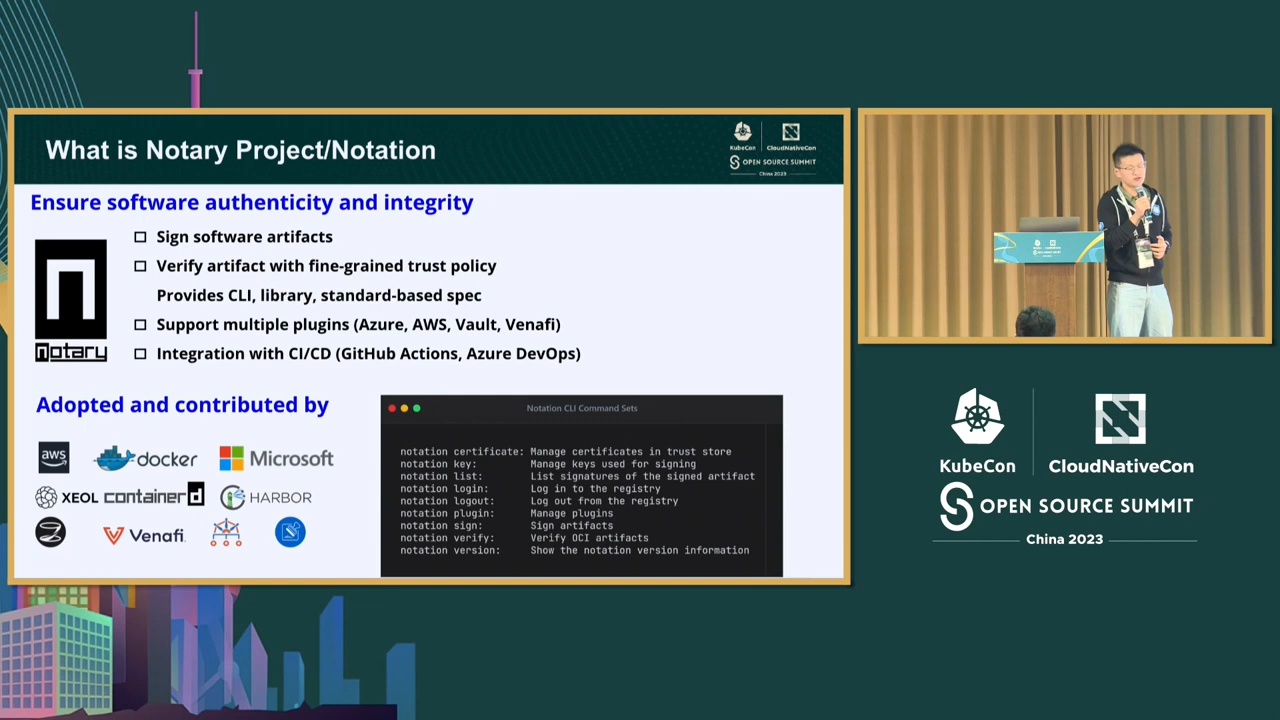 What is Notary Project/Notation
KubeCon
CloudNativeCon
OPEN SOURCE SUMMIT
China 2023
Ensure software authenticity and integrity
Sign software artifacts
Verify artifact with fine-grained trust policy
Provides CLI, library, standard-based spec
Support multiple plugins (Azure, AWS, Vault, Venafi)
Integration with CI/CD (GitHub Actions, Azure DevOps)
notary
Adopted and contributed by
aws
docker
Microsoft
XEOL
containerd
HARBOR
Venafi
Notation CLI Command Sets
notation certificate: Manage certificates in trust store
notation key: Manage keys used for signing
notation list: List signatures of the signed artifact
notation login: Log in to the registry
notation logout: Log out from the registry
notation plugin: Manage plugins
notation sign: Sign artifacts
notation verify: Verify OCI artifacts
notation version: Show the notation version information
KubeCon
CloudNativeCon
OPEN SOURCE SUMMIT
China 2023